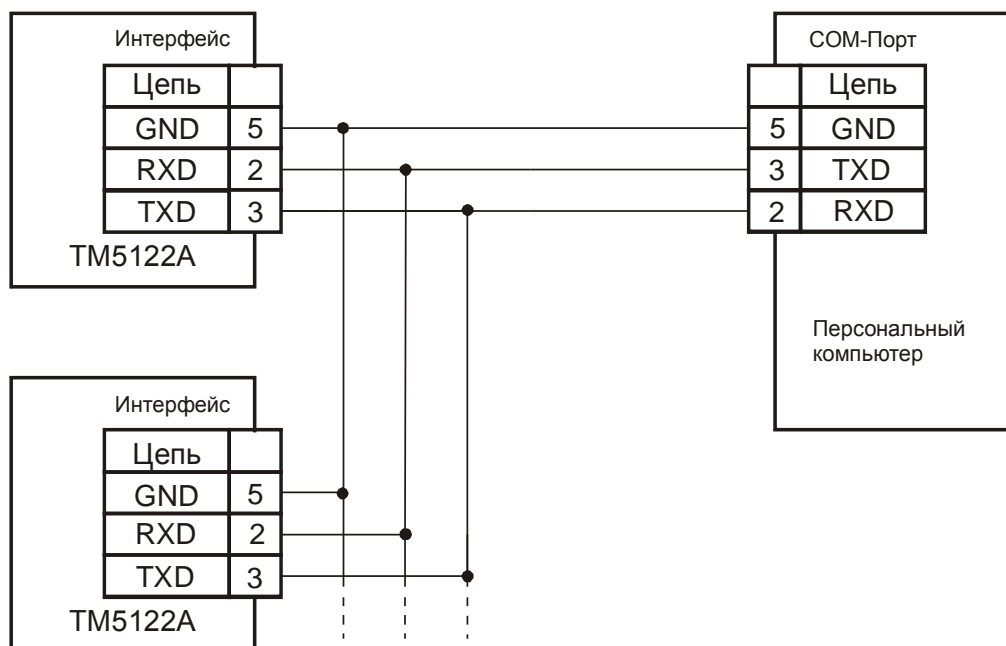 Интерфейс
Цепь
GND 5
RXD 2
TXD 3
TM5122A
COM-Порт
Цепь
5 GND
3 TXD
2 RXD
Персональный
компьютер
Интерфейс
Цепь
GND 5
RXD 2
TXD 3
TM5122A